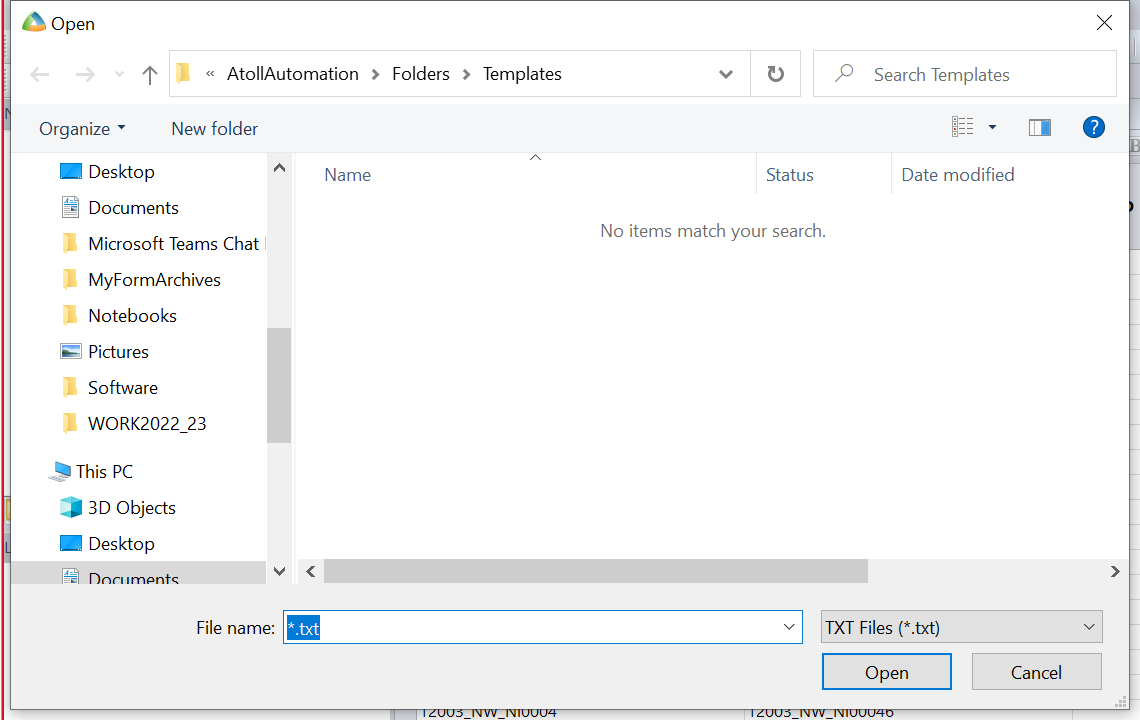 Open
« AtollAutomation > Folders > Templates
Search Templates
Organize
New folder
?
Desktop
Documents
Microsoft Teams Chat
MyFormArchives
Notebooks
Pictures
Software
WORK2022_23
This PC
3D Objects
Desktop
Documents
Name
Status
Date modified
No items match your search.
File name:
*.txt
TXT Files (*.txt)
Open
Cancel
T2003_NW_NI0004
T2003_NW_NI00046